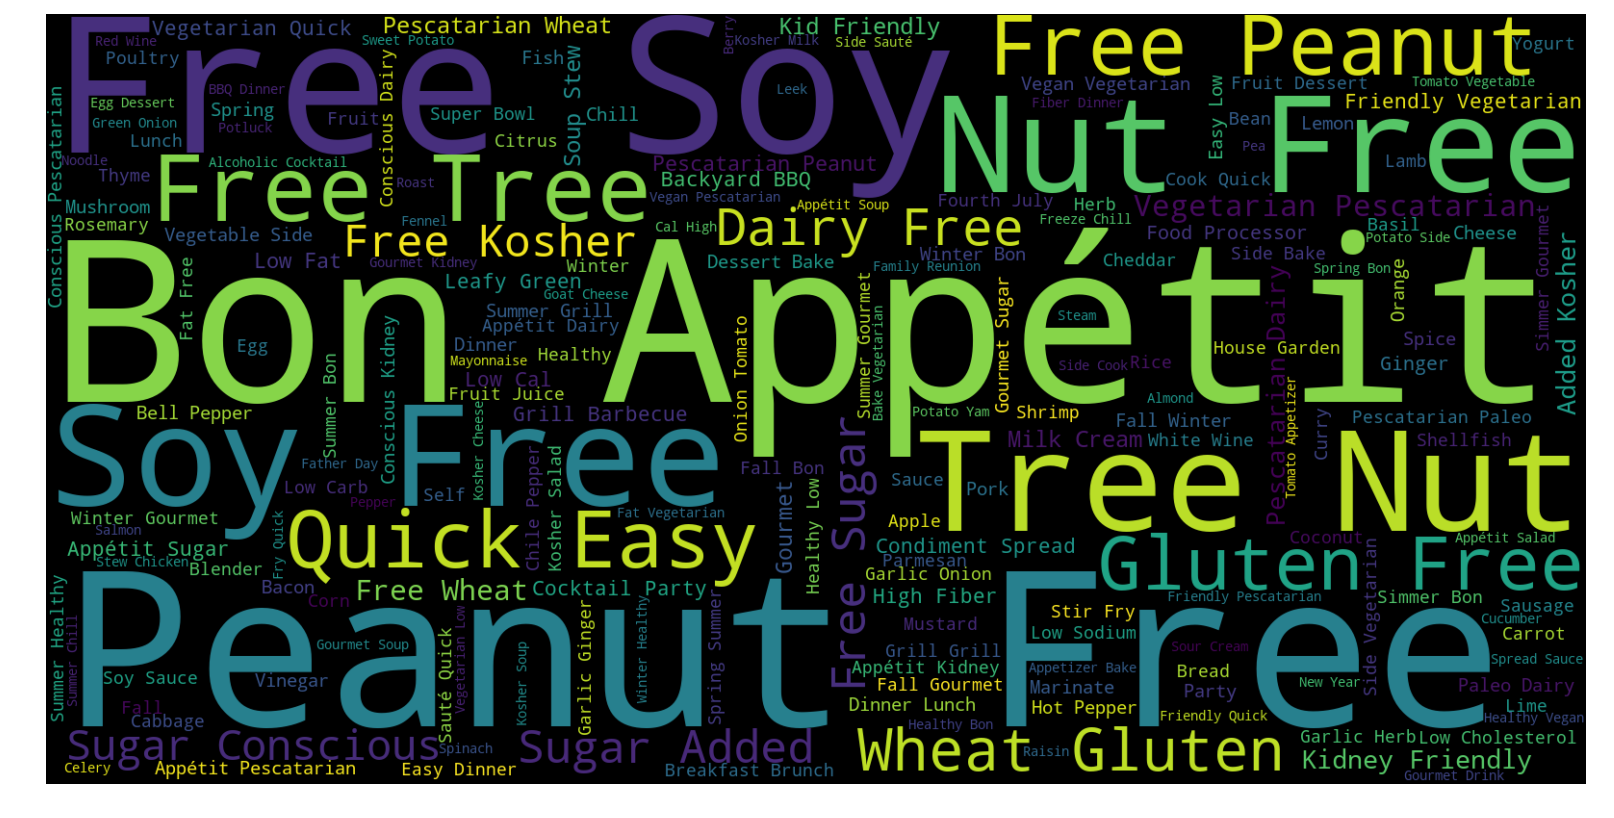 Free Soy
Free Peanut
Vegetarian Quick
Pescatarian Wheat
Kid Friendly
Red Wine
Sweet Potato
Berry
Kosher Milk
Side Sauté
Yogurt
Poultry
Fish
BBQ Dinner
Leek
Vegan Vegetarian
Fruit Dessert
Tomato Vegetable
Egg Dessert
Spring
Fruit
Conscious Dairy
Super Bowl
Soup Stew
Chill
Fiber Dinner
Easy Low
Bean
Lemon
Friendly Vegetarian
Green Onion
Potluck
Lunch
Citrus
Nut Free
Pea
Conscious Pescatarian
Noodle
Alcoholic Cocktail
Thyme
Free Tree
Roast
Pescatarian Peanut
Backyard BBQ
Cook Quick
Lamb
Mushroom
Vegan Pescatarian
Appétit Soup
Fourth July
Herb
Vegetarian Pescatarian
Rosemary
Fennel
Dairy Free
Freeze Chill
Basil
Vegetable Side
Free Kosher
Cal High
Food Processor
Potato Side
Cheese
Low Fat
Gourmet Kidney
Winter
Dessert Bake
Winter Bon
Cheddar
Side Bake
Fat Free
Leafy Green
Family Reunion
Spring Bon
Orange
Simmer Gourmet
Added Kosher
Bon Appétit
Goat Cheese
Summer Grill
Appétit Dairy
Steam
Gourmet Sugar
Pescatarian Dairy
Egg
Dinner
Mayonnaise
Healthy
Summer Gourmet
Bake Vegetarian
House Garden
Spice
Conscious Kidney
Low Cal
Side Cook
Rice
Ginger
Summer Bon
Fruit Juice
Onion Tomato
Almond
Bell Pepper
Grill Barbecue
Potato Yam
Shrimp
Fall Winter
Tomato Appetizer
Curry
Pescatarian Paleo
Soy Free
Kosher Cheese
Milk Cream
White Wine
Shellfish
Father Day
Chile Pepper
Kosher Salad
Fall Bon
Free Sugar
Tree Nut
Low Carb
Self
Gourmet
Healthy Low
Sauce
Pork
Pepper
Winter Gourmet
Fat Vegetarian
Apple
Salmon
Fry Quick
Quick Easy
Coconut
Appétit Salad
Appétit Sugar
Condiment Spread
Gluten Free
Stew Chicken
Blender
Parmesan
Garlic Onion
Bacon
Free Wheat
Cocktail Party
High Fiber
Friendly Pescatarian
Simmer Bon
Sausage
Corn
Stir Fry
Summer Healthy
Summer Chill
Peanut Free
Mustard
Low Sodium
Cucumber
Carrot
Gourmet Soup
Vegetarian Low
Sauté Quick
Kosher Soup
Garlic Ginger
Winter Healthy
Spring Summer
Grill Grill
Sour Cream
Side Vegetarian
Spread Sauce
Soy Sauce
Vinegar
Appétit Kidney
Appetizer Bake
Bread
Fall Gourmet
Marinate
Party
New Year
Paleo Dairy
Fall
Cabbage
Dinner Lunch
Hot Pepper
Friendly Quick
Lime
Healthy Bon
Healthy Vegan
Sugar Conscious
Spinach
Sugar Added
Wheat Gluten
Raisin
Garlic Herb
Low Cholesterol
Celery
Appétit Pescatarian
Easy Dinner
Breakfast Brunch
Kidney Friendly
Gourmet Drink